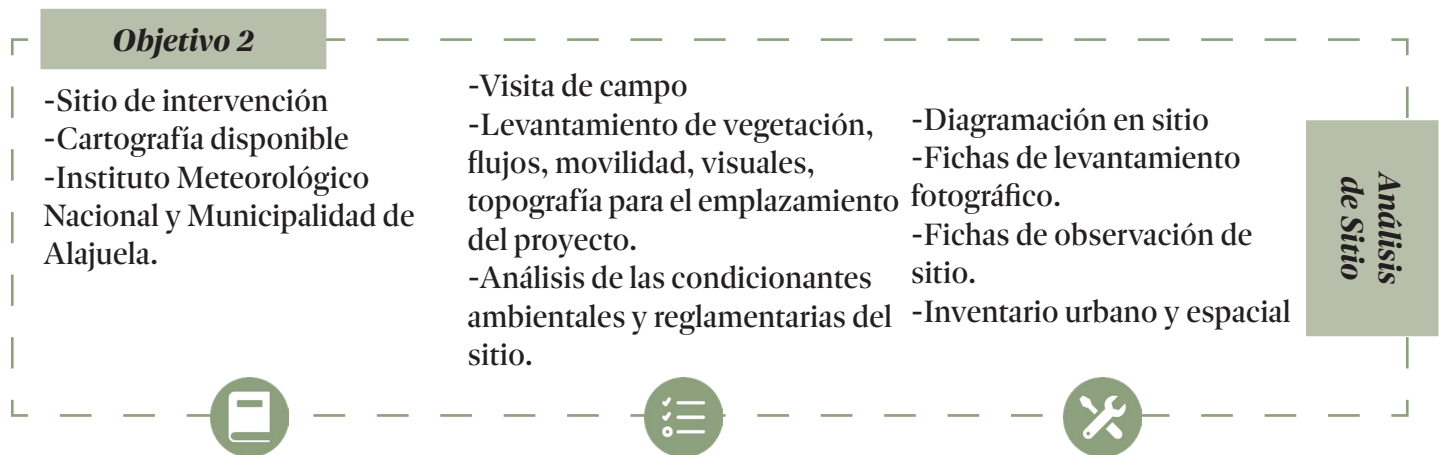 Objetivo 2
-Sitio de intervención
-Cartografía disponible
-Instituto Meteorológico
Nacional y Municipalidad de
Alajuela.
-Visita de campo
-Levantamiento de vegetación,
flujos, movilidad, visuales,
topografía para el emplazamiento
del proyecto.
-Análisis de las condicionantes
ambientales y reglamentarias del
sitio.
-Diagramación en sitio
-Fichas de levantamiento
fotográfico.
-Fichas de observación de
sitio.
-Inventario urbano y espacial
Análisis
de Sitio